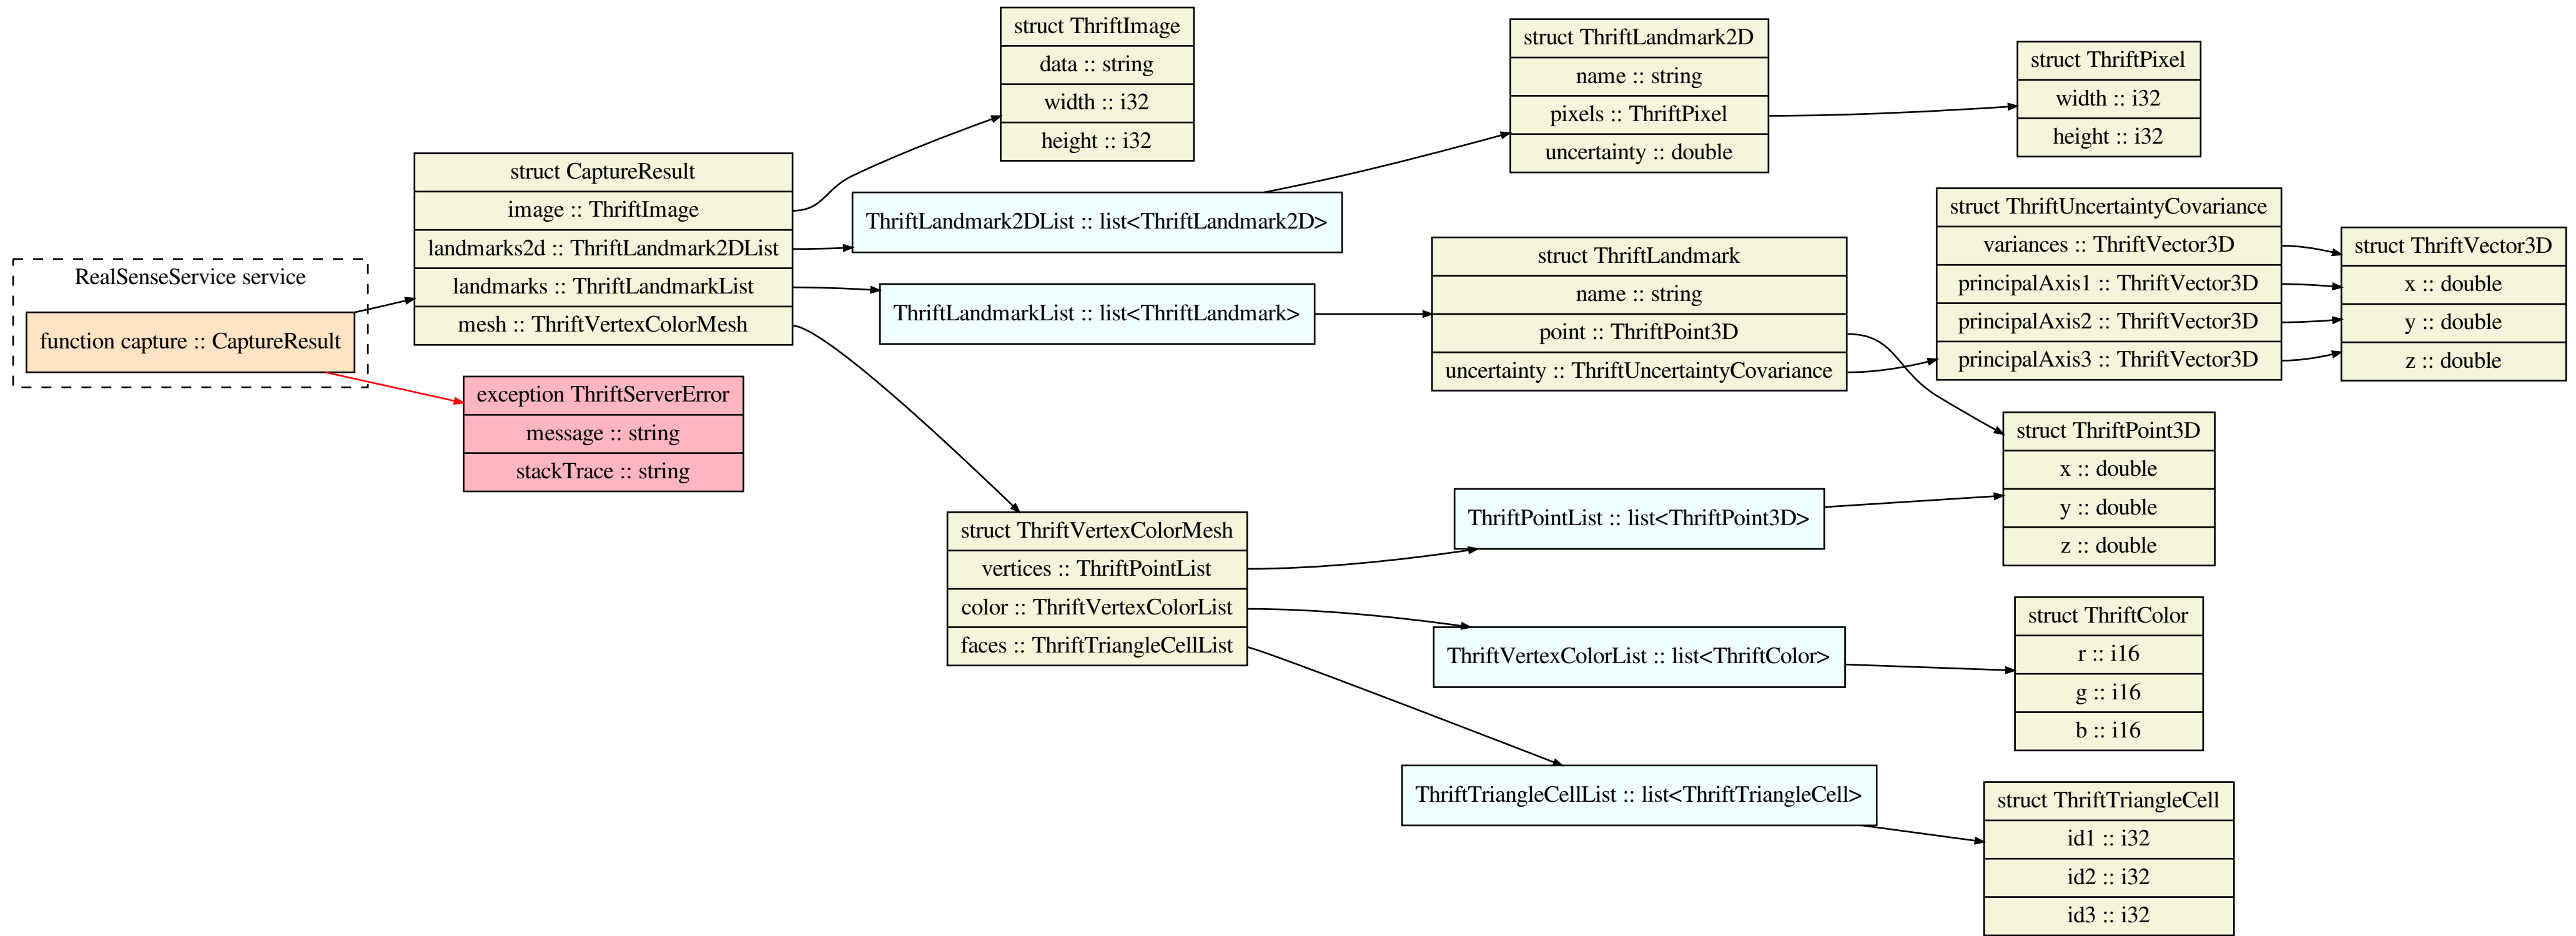 RealSenseService service
function capture :: CaptureResult
struct CaptureResult
image :: ThriftImage
landmarks2d :: ThriftLandmark2DList
landmarks :: ThriftLandmarkList
mesh :: ThriftVertexColorMesh
exception ThriftServerError
message :: string
stackTrace :: string
struct ThriftImage
data :: string
width :: i32
height :: i32
ThriftLandmark2DList :: list<ThriftLandmark2D>
ThriftLandmarkList :: list<ThriftLandmark>
struct ThriftVertexColorMesh
vertices :: ThriftPointList
color :: ThriftVertexColorList
faces :: ThriftTriangleCellList
struct ThriftLandmark2D
name :: string
pixels :: ThriftPixel
uncertainty :: double
struct ThriftLandmark
name :: string
point :: ThriftPoint3D
uncertainty :: ThriftUncertaintyCovariance
ThriftPointList :: list<ThriftPoint3D>
ThriftVertexColorList :: list<ThriftColor>
ThriftTriangleCellList :: list<ThriftTriangleCell>
struct ThriftPixel
width :: i32
height :: i32
struct ThriftUncertaintyCovariance
variances :: ThriftVector3D
principalAxis1 :: ThriftVector3D
principalAxis2 :: ThriftVector3D
principalAxis3 :: ThriftVector3D
struct ThriftVector3D
x :: double
y :: double
z :: double
struct ThriftPoint3D
x :: double
y :: double
z :: double
struct ThriftColor
r :: i16
g :: i16
b :: i16
struct ThriftTriangleCell
id1 :: i32
id2 :: i32
id3 :: i32